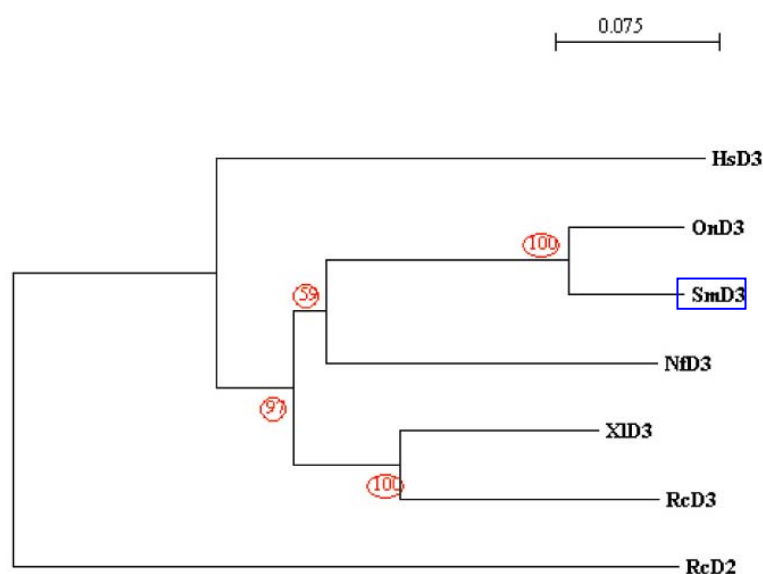 0.075
HsD3
OnD3
100
SmD3
59
NfD3
97
XlD3
100
RcD3
RcD2